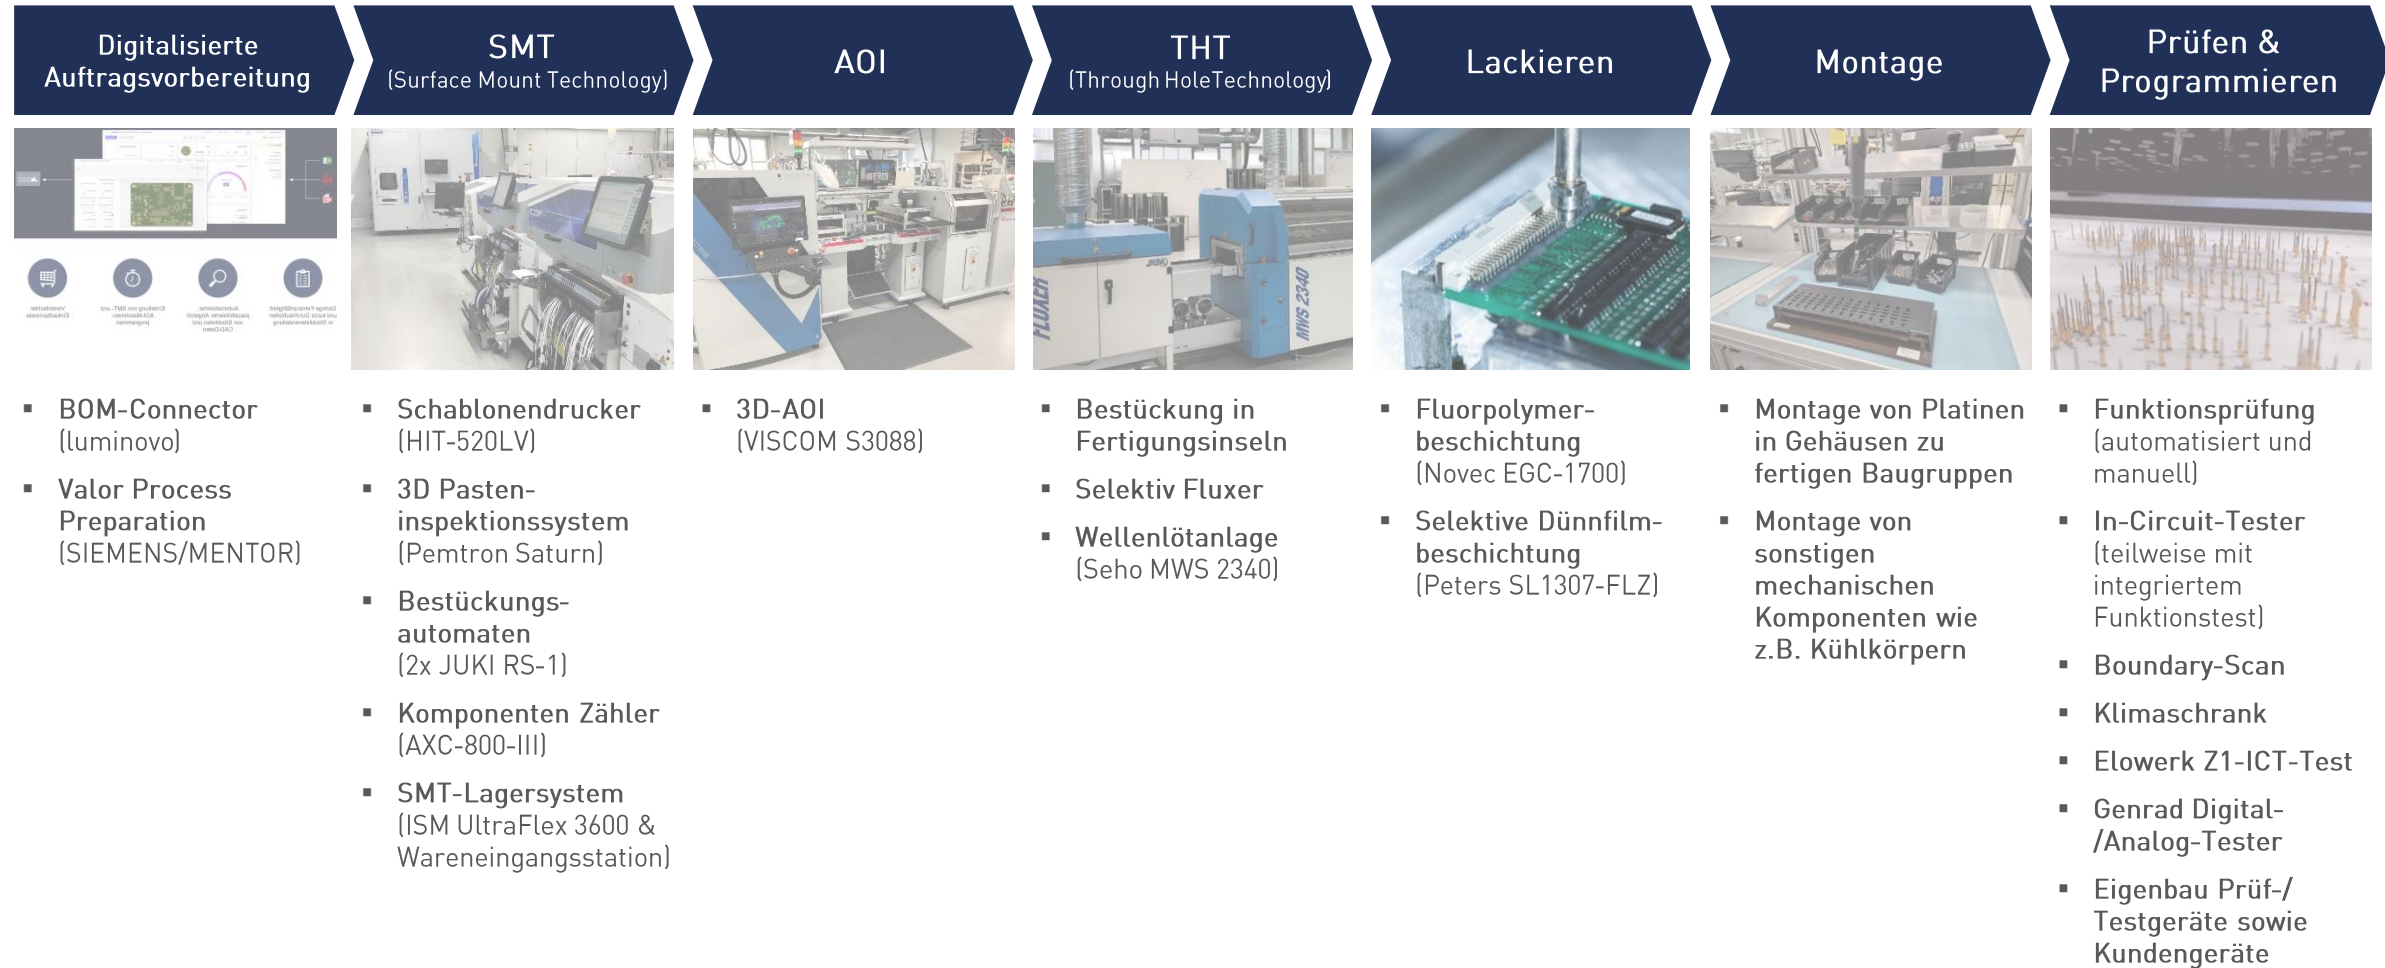 Digitalisierte
Auftragsvorbereitung
SMT
(Surface Mount Technology)
AOI
THT
(Through HoleTechnology)
Lackieren
Montage
Prüfen &
Programmieren
FLUXER
MWS 2340
▪ BOM-Connector
(luminovo)
▪ Valor Process
Preparation
(SIEMENS/MENTOR)
▪ Schablonendrucker
(HIT-520LV)
▪ 3D Pasten-
inspektionssystem
(Pemtron Saturn)
▪ Bestückungs-
automaten
(2x JUKI RS-1)
▪ Komponenten Zähler
(AXC-800-III)
▪ SMT-Lagersystem
(ISM UltraFlex 3600 &
Wareneingangsstation)
▪ 3D-AOI
(VISCOM S3088)
▪ Bestückung in
Fertigungsinseln
▪ Selektiv Fluxer
▪ Wellenlötanlage
(Seho MWS 2340)
▪ Fluorpolymer-
beschichtung
(Novec EGC-1700)
▪ Selektive Dünnfilm-
beschichtung
(Peters SL1307-FLZ)
▪ Montage von Platinen
in Gehäusen zu
fertigen Baugruppen
▪ Montage von
sonstigen
mechanischen
Komponenten wie
z.B. Kühlkörpern
▪ Funktionsprüfung
(automatisiert und
manuell)
▪ In-Circuit-Tester
(teilweise mit
integriertem
Funktionstest)
▪ Boundary-Scan
▪ Klimaschrank
▪ Elowerk Z1-ICT-Test
▪ Genrad Digital-
/Analog-Tester
▪ Eigenbau Prüf-/
Testgeräte sowie
Kundengeräte